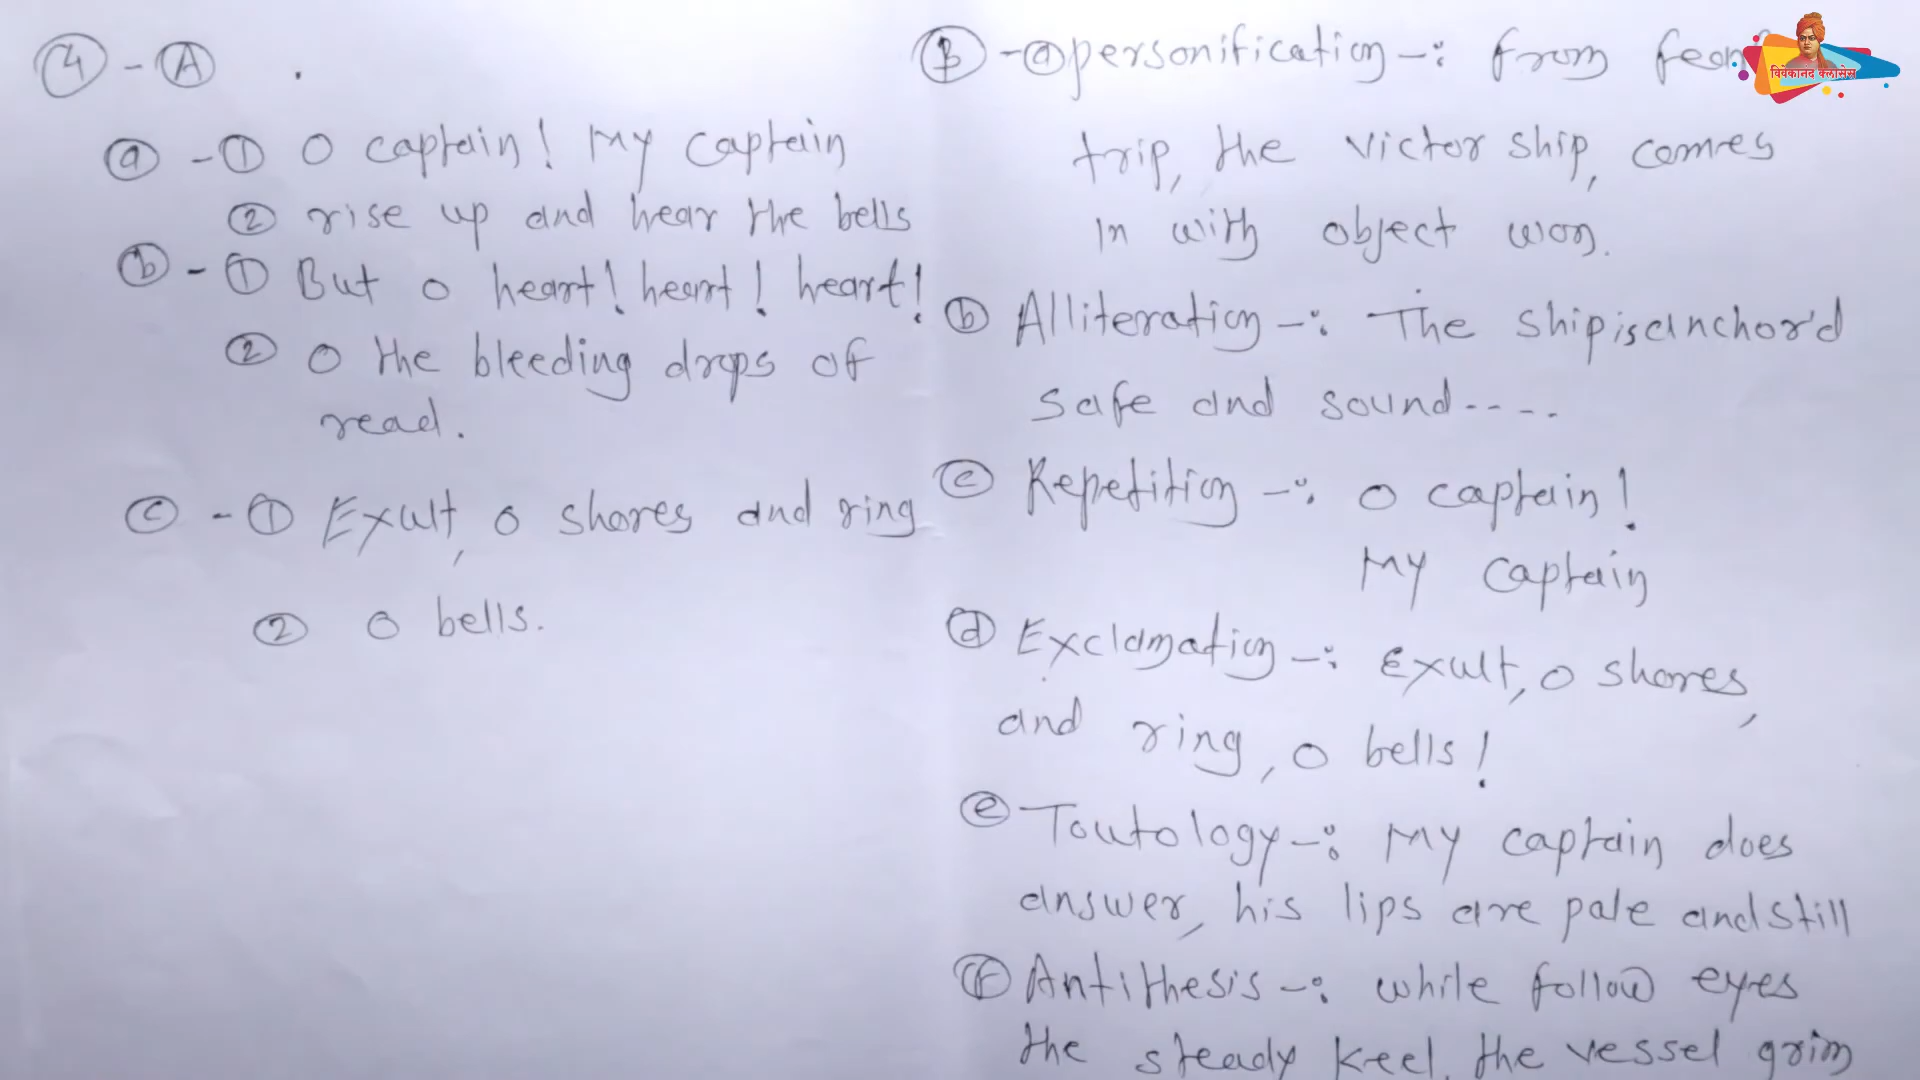 4 - A
a - 1 O captain! My Captain
2 rise up and hear the bells
b - 1 But o heart! heart! heart!
2 O the bleeding drops of
read.
c - 1 Exult, o shores and ring
2 O bells.
B - a personification -: From
trip, the victor ship, comes
In with object won.
b Alliteration -: The ship is anchor'd
safe and sound----
c Repetition -: O captain!
My Captain
d Exclamation -: Exult, o shores,
and ring, o bells!
e Toutology -: My captain does
answer, his lips are pale and still
f Antithesis -: while follow eyes
the steady keel, the vessel grim
विवेकानंद क्लासेस